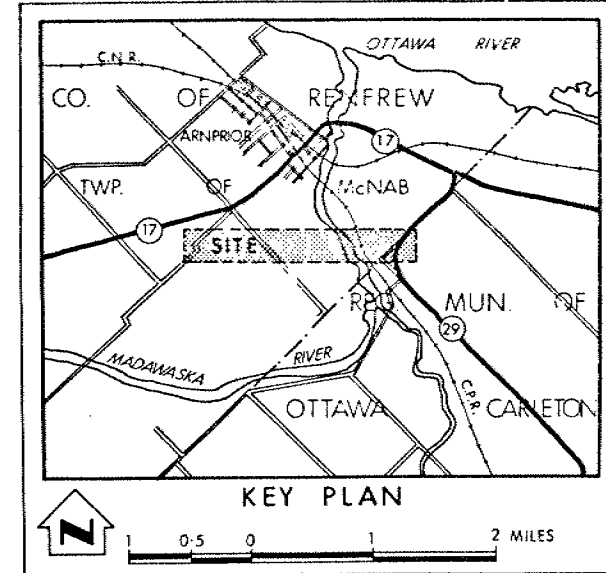 OTTAWA RIVER
C.N.R.
CO. OF RENFREW
ARNPRIOR
17
TWP. OF McNAB
17
SITE
REG. MUN. OF
29
MADAWASKA RIVER
C.P.R.
OTTAWA CARLETON
KEY PLAN
N
1 0·5 0 1 2 MILES